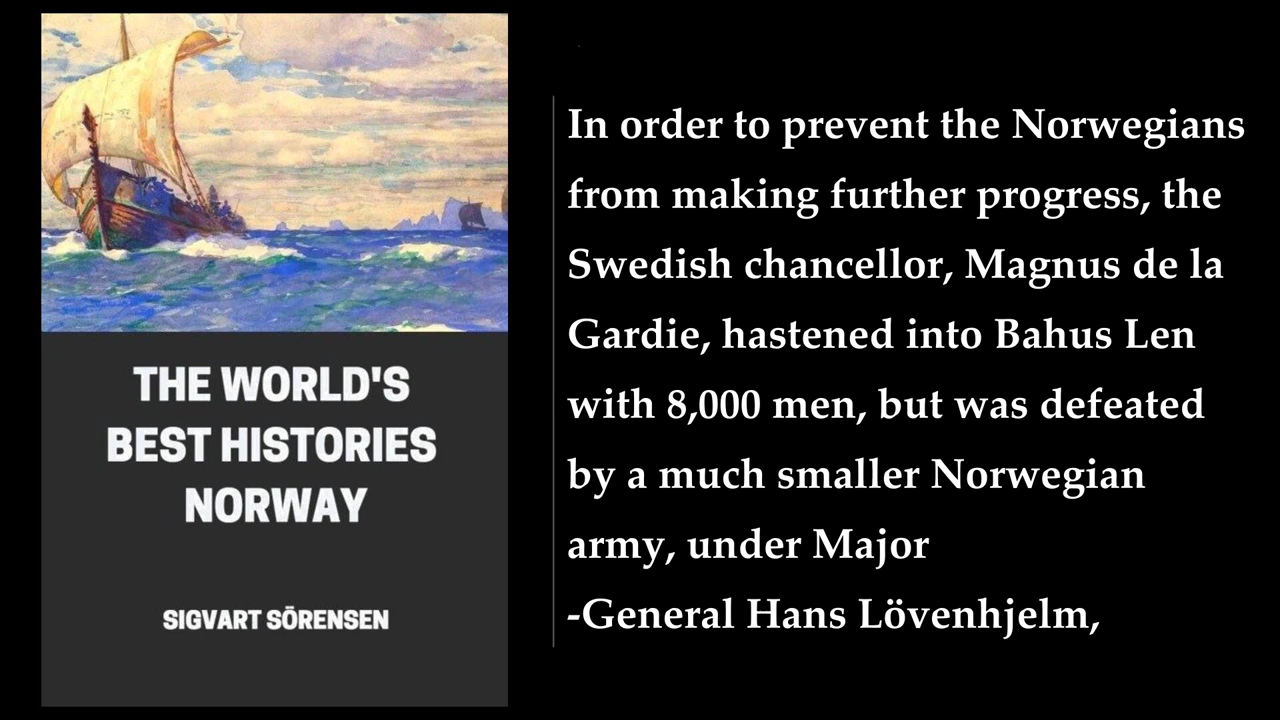 THE WORLD'S
BEST HISTORIES
NORWAY
SIGVART SÖRENSEN
In order to prevent the Norwegians
from making further progress, the
Swedish chancellor, Magnus de la
Gardie, hastened into Bahus Len
with 8,000 men, but was defeated
by a much smaller Norwegian
army, under Major
-General Hans Lövenhjelm,